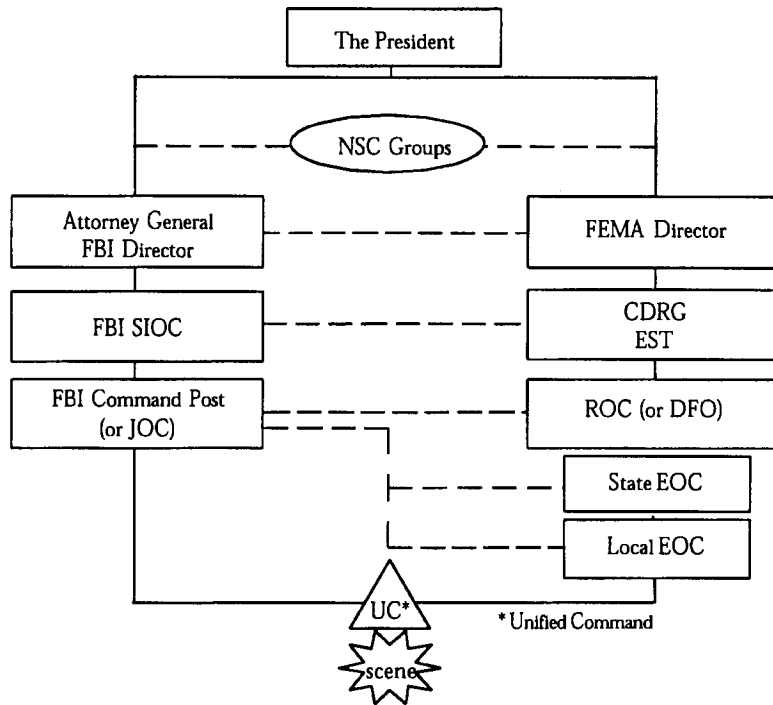 The President
NSC Groups
Attorney General
FBI Director
FEMA Director
FBI SIOC
CDRG
EST
FBI Command Post
(or JOC)
ROC (or DFO)
State EOC
Local EOC
UC*
* Unified Command
scene